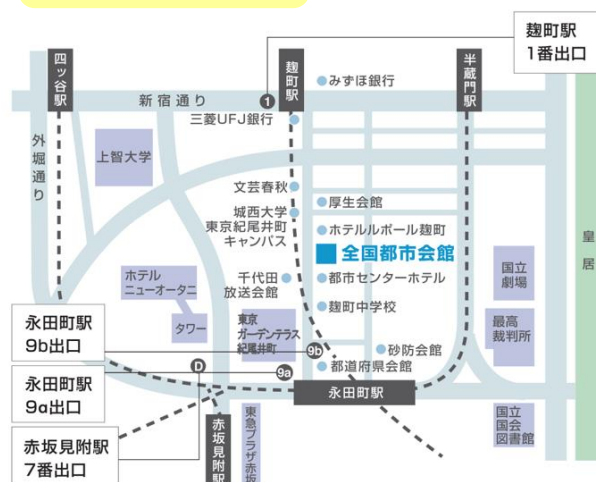 麹町駅
1番出口
四ッ谷駅
麹町駅
半蔵門駅
みずほ銀行
新宿通り
1
三菱UFJ銀行
外堀通り
上智大学
文芸春秋
厚生会館
城西大学
東京紀尾井町
キャンパス
ホテルルポール麹町
全国都市会館
皇居
ホテル
ニューオータニ
千代田
放送会館
都市センターホテル
国立
劇場
麹町中学校
永田町駅
9b出口
タワー
東京
ガーデンテラス
紀尾井町
最高
裁判所
9b
砂防会館
D
9a
都道府県会館
永田町駅
9a出口
永田町駅
赤坂見附駅
7番出口
赤坂見附駅
東急プラザ赤坂
国立
国会
図書館